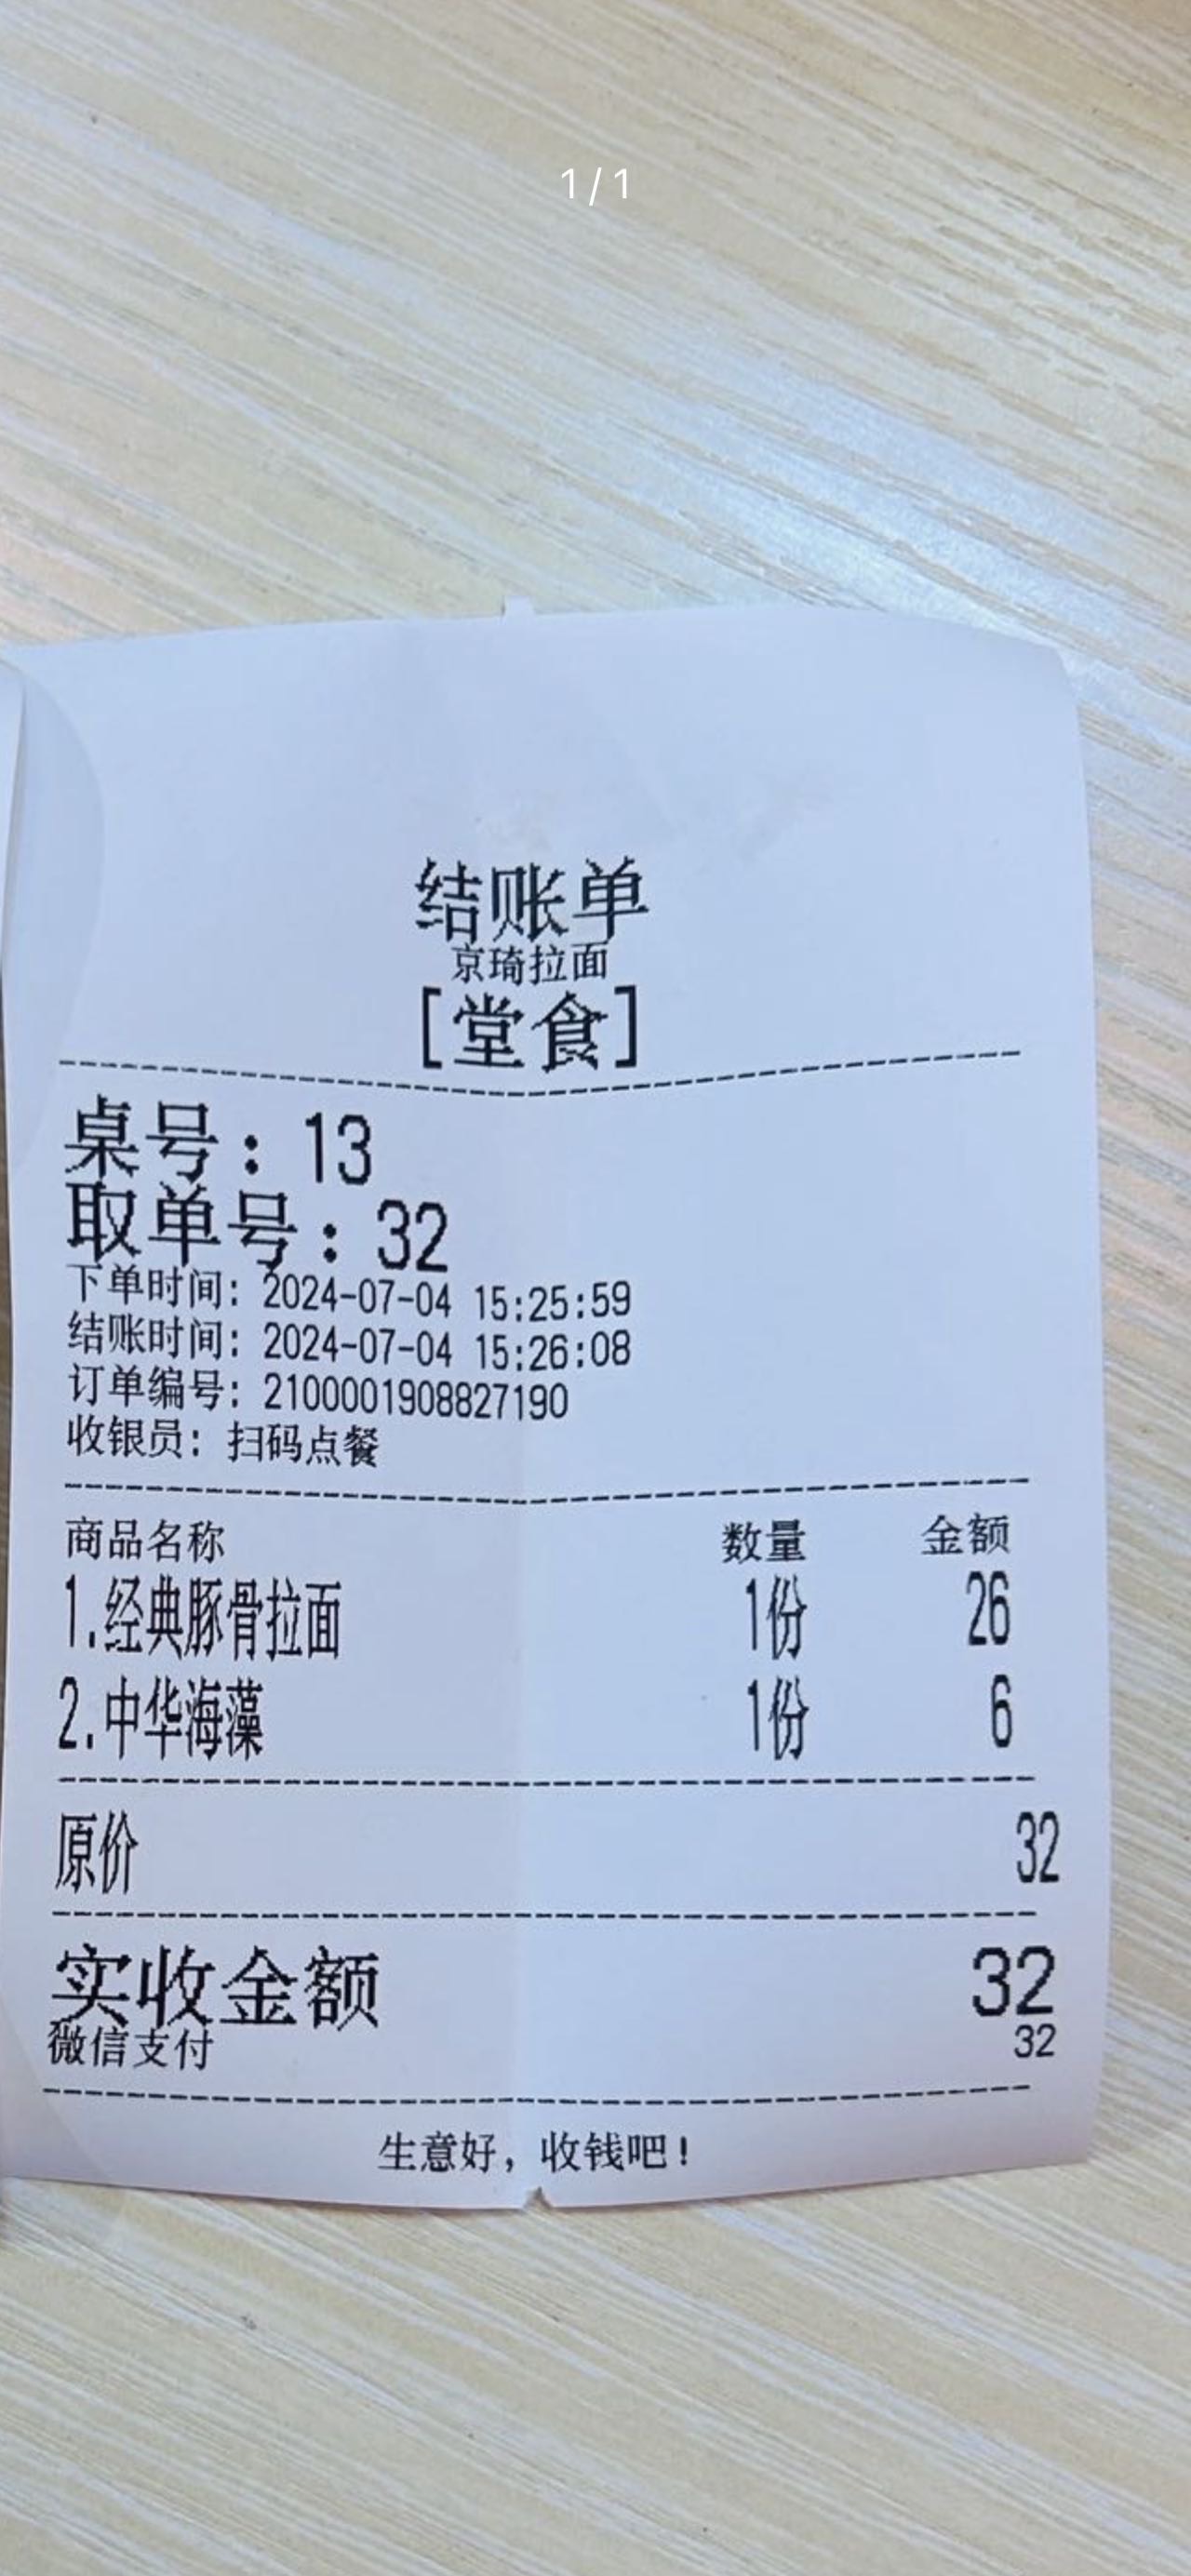 1/1
结账单
京琦拉面
[堂食]
桌号：13
取单号：32
下单时间：2024-07-04 15:25:59
结账时间：2024-07-04 15:26:08
订单编号：2100001908827190
收银员：扫码点餐
商品名称 数量 金额
1.经典豚骨拉面 1份 26
2.中华海藻 1份 6
原价 32
实收金额 32
微信支付 32
生意好，收钱吧！